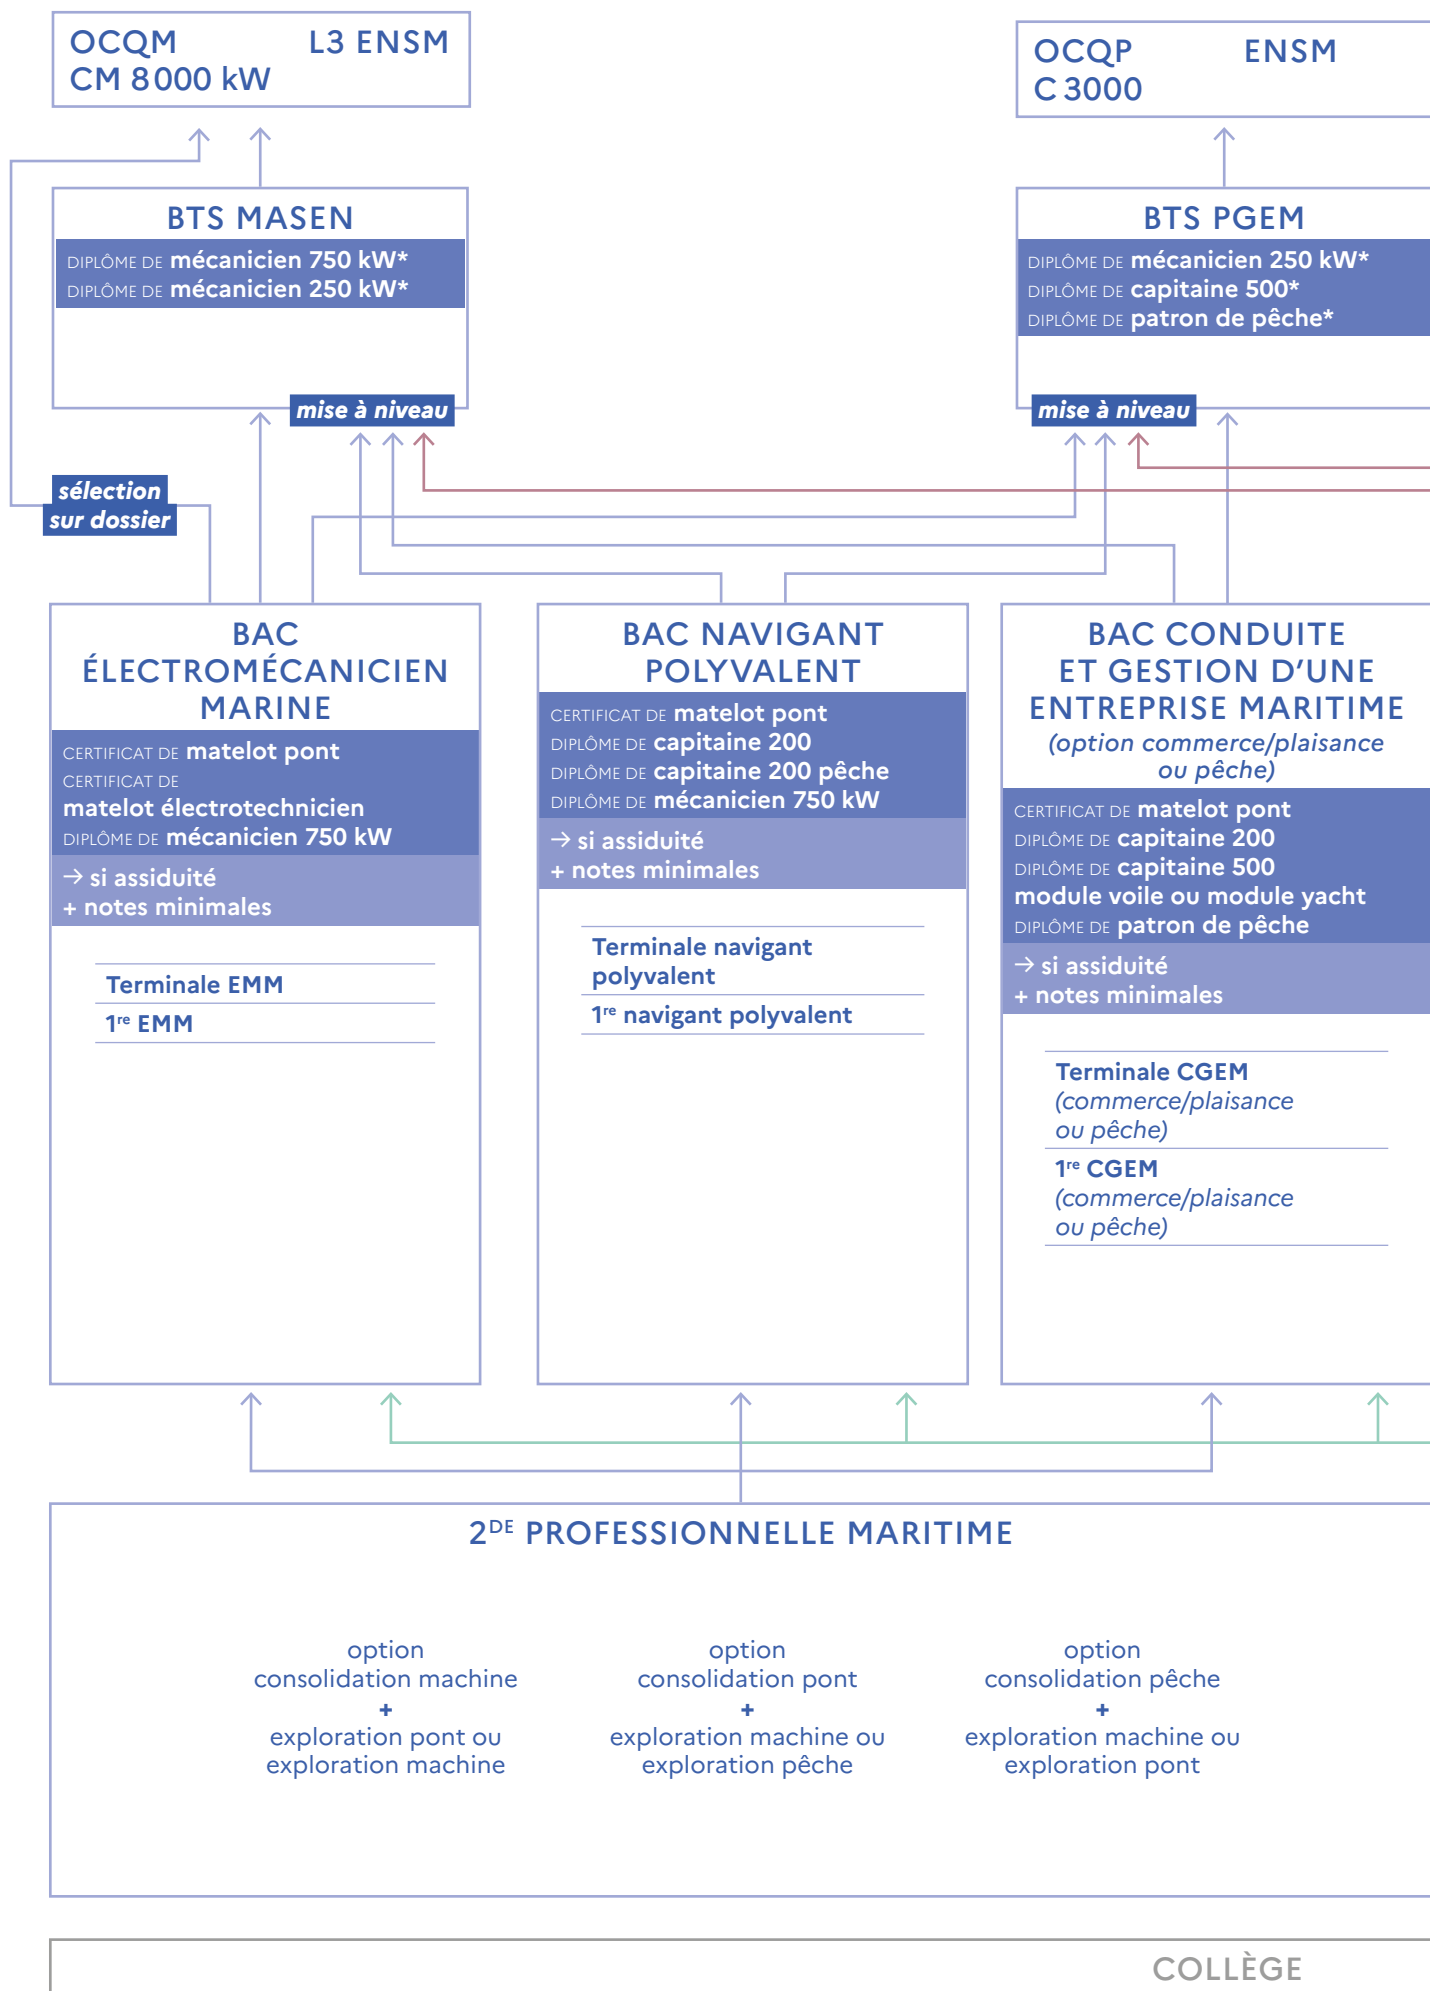 OCQM L3 ENSM
CM 8000 kW
OCQP ENSM
C 3000
BTS MASEN
DIPLÔME DE mécanicien 750 kW*
DIPLÔME DE mécanicien 250 kW*
mise à niveau
BTS PGEM
DIPLÔME DE mécanicien 250 kW*
DIPLÔME DE capitaine 500*
DIPLÔME DE patron de pêche*
mise à niveau
sélection
sur dossier
BAC
ÉLECTROMÉCANICIEN
MARINE
CERTIFICAT DE matelot pont
CERTIFICAT DE
matelot électrotechnicien
DIPLÔME DE mécanicien 750 kW
→ si assiduité
+ notes minimales
Terminale EMM
1re EMM
BAC NAVIGANT
POLYVALENT
CERTIFICAT DE matelot pont
DIPLÔME DE capitaine 200
DIPLÔME DE capitaine 200 pêche
DIPLÔME DE mécanicien 750 kW
→ si assiduité
+ notes minimales
Terminale navigant
polyvalent
1re navigant polyvalent
BAC CONDUITE
ET GESTION D'UNE
ENTREPRISE MARITIME
(option commerce/plaisance
ou pêche)
CERTIFICAT DE matelot pont
DIPLÔME DE capitaine 200
DIPLÔME DE capitaine 500
module voile ou module yacht
DIPLÔME DE patron de pêche
→ si assiduité
+ notes minimales
Terminale CGEM
(commerce/plaisance
ou pêche)
1re CGEM
(commerce/plaisance
ou pêche)
2DE PROFESSIONNELLE MARITIME
option
consolidation machine
+
exploration pont ou
exploration machine
option
consolidation pont
+
exploration machine ou
exploration pêche
option
consolidation pêche
+
exploration machine ou
exploration pont
COLLÈGE